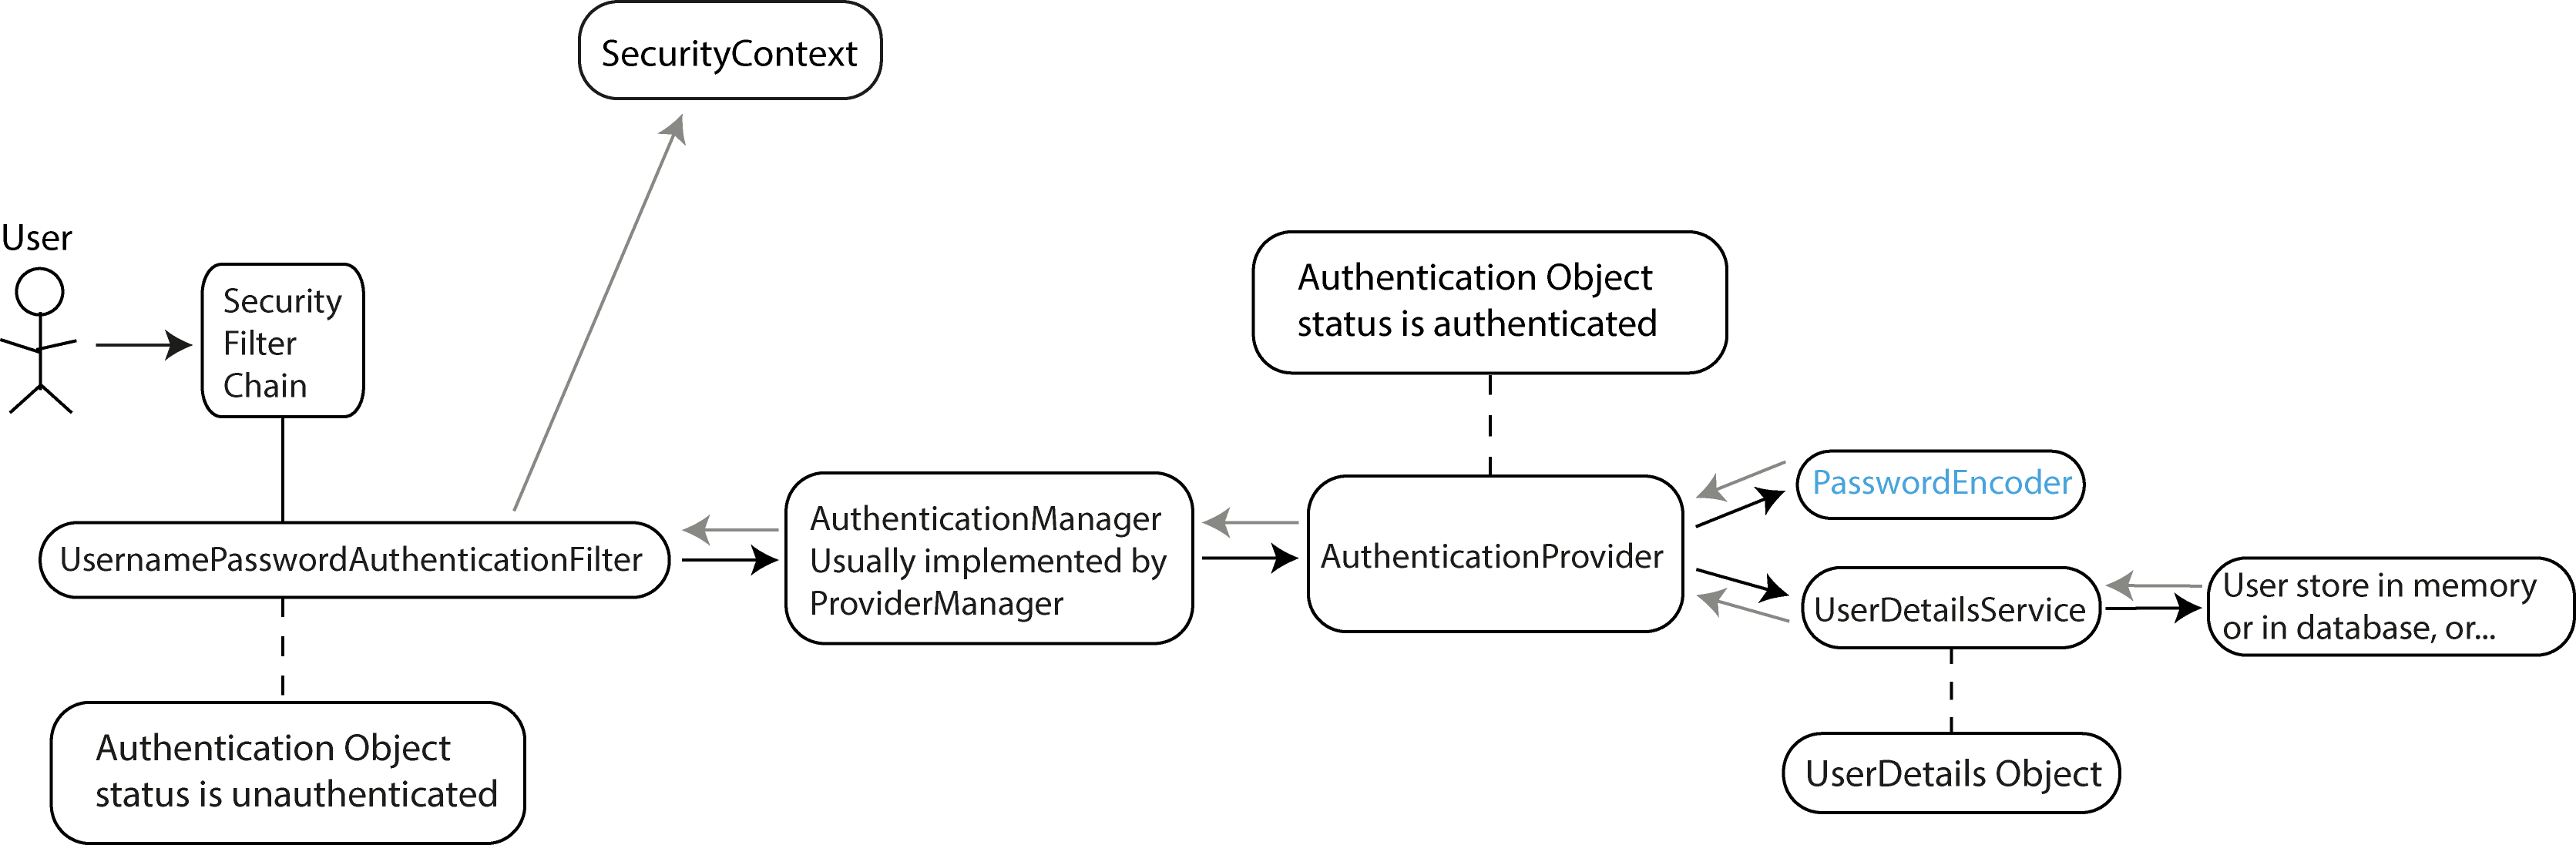 SecurityContext
User
Security
Filter
Chain
Authentication Object
status is authenticated
PasswordEncoder
AuthenticationManager
Usually implemented by
ProviderManager
UsernamePasswordAuthenticationFilter
AuthenticationProvider
UserDetailsService
User store in memory
or in database, or...
Authentication Object
status is unauthenticated
UserDetails Object